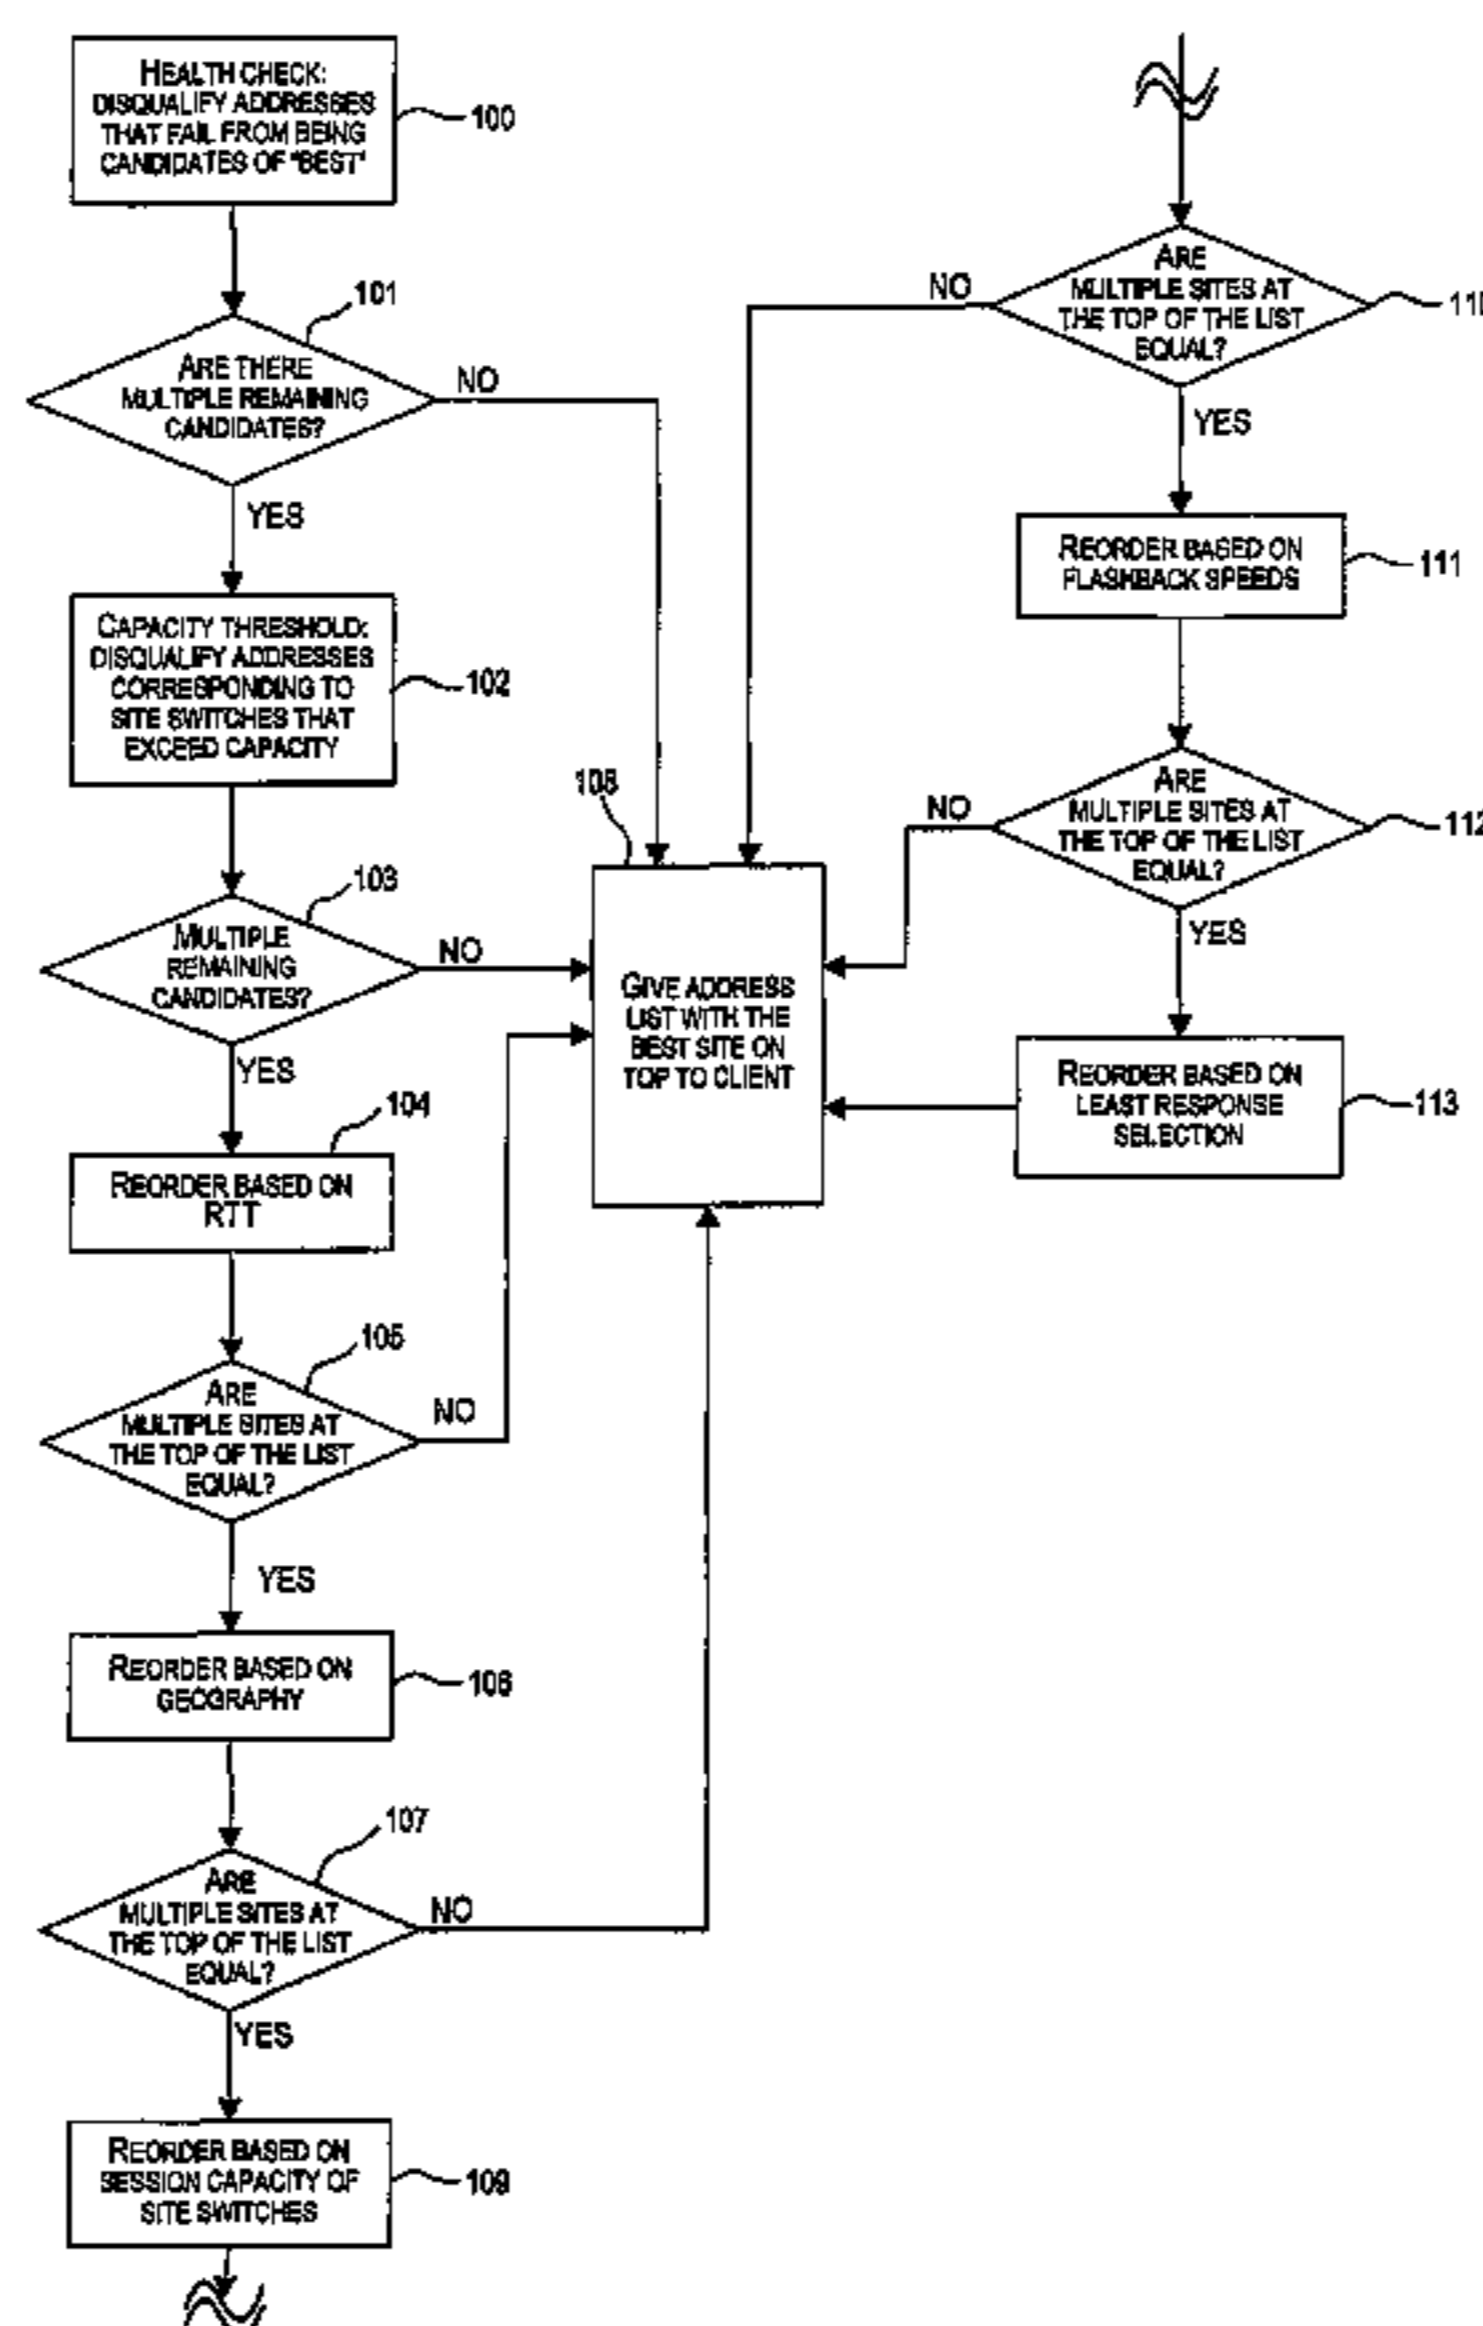 HEALTH CHECK:
DISQUALIFY ADDRESSES
THAT FAIL FROM BEING
CANDIDATES OF "BEST"
100
101
ARE THERE
MULTIPLE REMAINING
CANDIDATES?
NO
YES
CAPACITY THRESHOLD:
DISQUALIFY ADDRESSES
CORRESPONDING TO
SITE SWITCHES THAT
EXCEED CAPACITY
102
103
MULTIPLE
REMAINING
CANDIDATES?
NO
YES
104
REORDER BASED ON
RTT
105
ARE
MULTIPLE SITES AT
THE TOP OF THE LIST
EQUAL?
NO
YES
REORDER BASED ON
GEOGRAPHY
106
107
ARE
MULTIPLE SITES AT
THE TOP OF THE LIST
EQUAL?
NO
YES
REORDER BASED ON
SESSION CAPACITY OF
SITE SWITCHES
109
108
GIVE ADDRESS
LIST WITH THE
BEST SITE ON
TOP TO CLIENT
ARE
MULTIPLE SITES AT
THE TOP OF THE LIST
EQUAL?
NO
YES
REORDER BASED ON
FLASHBACK SPEEDS
111
ARE
MULTIPLE SITES AT
THE TOP OF THE LIST
EQUAL?
112
NO
YES
REORDER BASED ON
LEAST RESPONSE
SELECTION
113